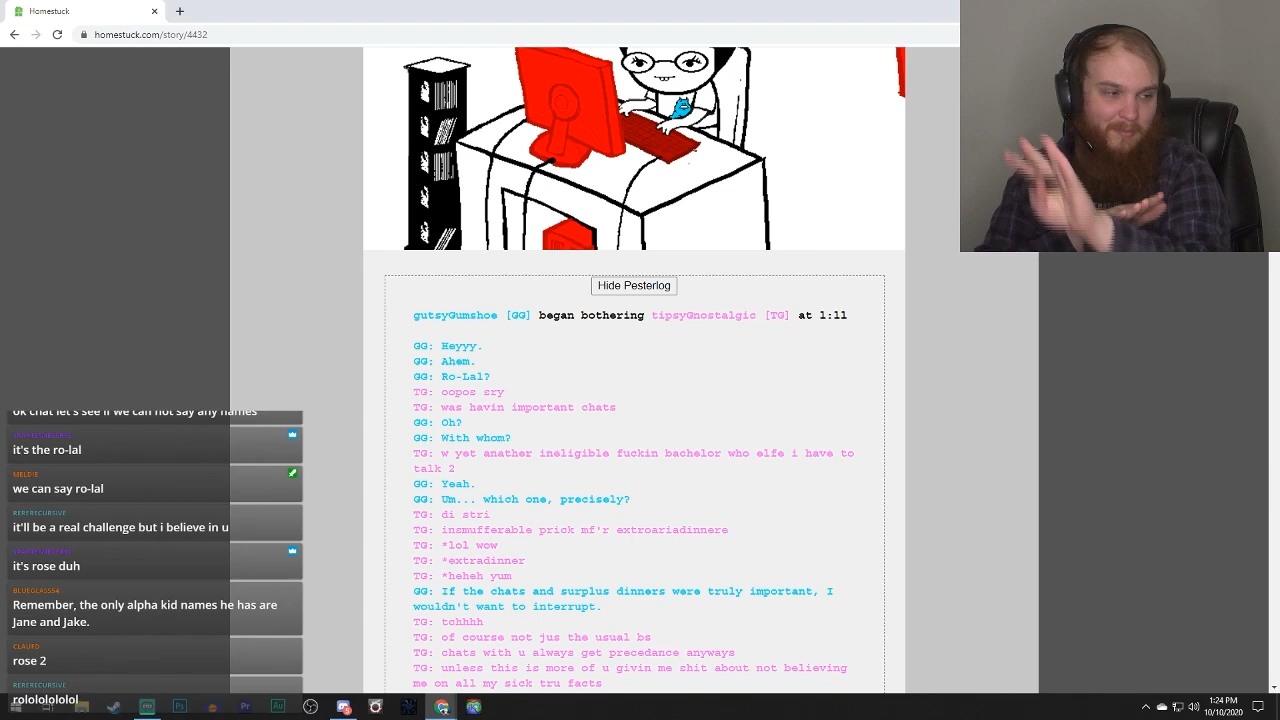 Homestuck
homestuck.com/story/4432
Hide Pesterlog
gutsyGumshoe [GG] began bothering tipsyGnostalgic [TG] at 1:11
GG: Heyyy.
GG: Ahem.
GG: Ro-Lal?
TG: oopos sry
TG: was havin important chats
GG: Oh?
GG: With whom?
TG: w yet anather ineligible fuckin bachelor who elfe i have to
talk 2
GG: Yeah.
GG: Um... which one, precisely?
TG: di stri
TG: insmufferable prick mf'r extroariadinnere
TG: *lol wow
TG: *extradinner
TG: *heheh yum
GG: If the chats and surplus dinners were truly important, I
wouldn't want to interrupt.
TG: tchhhh
TG: of course not jus the usual bs
TG: chats with u always get precedance anyways
TG: unless this is more of u givin me shit about not believing
me on all my sick tru facts
ok chat let's see if we can not say any names
it's the ro-lal
MELDIE
we can say ro-lal
RERERECURSIVE
it'll be a real challenge but i believe in u
it's rose duh
BLUEGLASS54
Remember, the only alpha kid names he has are
Jane and Jake.
CLAUFD
rose 2
RERERECURSIVE
rolololololol
1:24 PM
10/10/2020